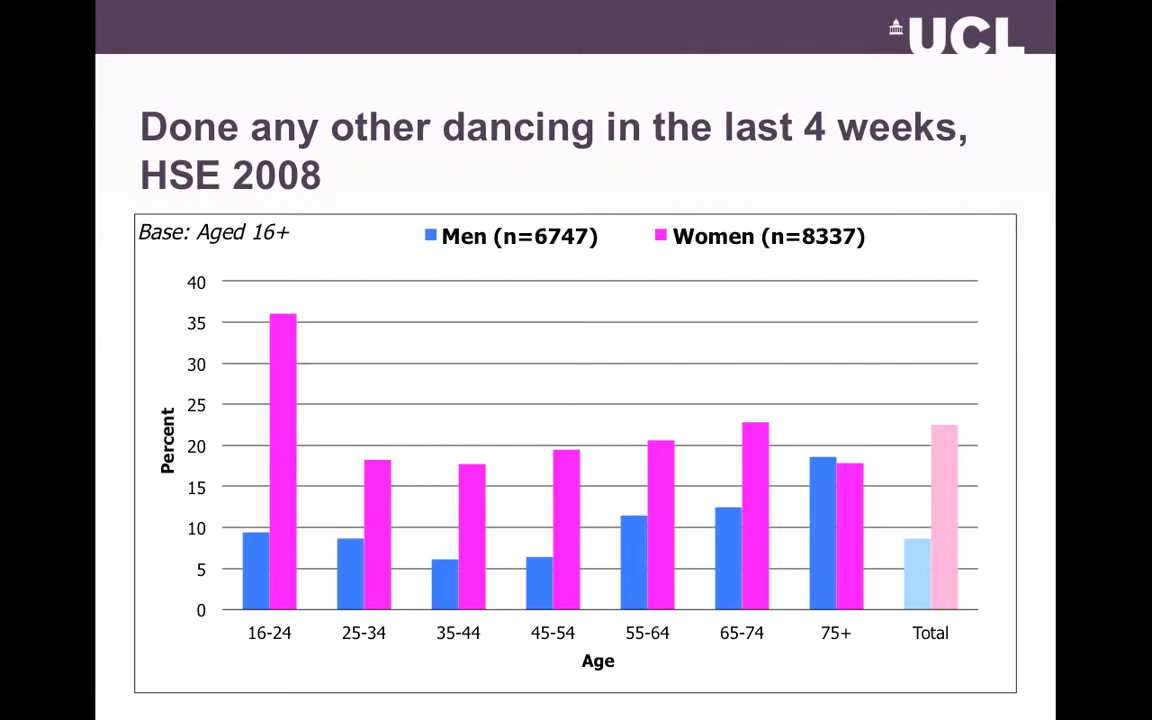 UCL
Done any other dancing in the last 4 weeks,
HSE 2008
Base: Aged 16+
Men (n=6747) Women (n=8337)
40
35
30
25
20
15
10
5
0
Percent
16-24 25-34 35-44 45-54 55-64 65-74 75+ Total
Age